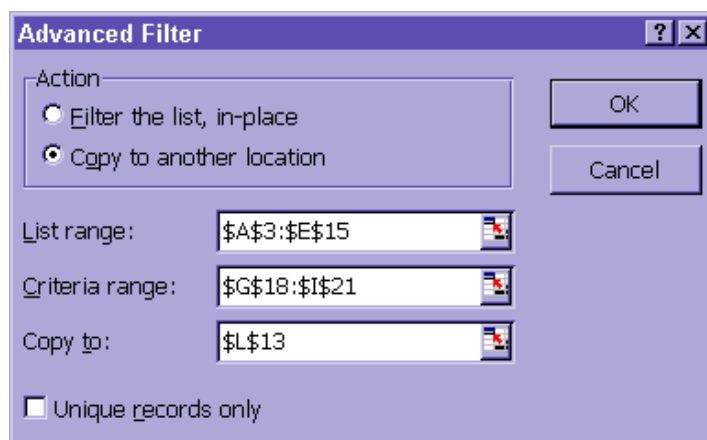 Advanced Filter
Action
Filter the list, in-place
Copy to another location
OK
Cancel
List range: $A$3:$E$15
Criteria range: $G$18:$I$21
Copy to: $L$13
Unique records only